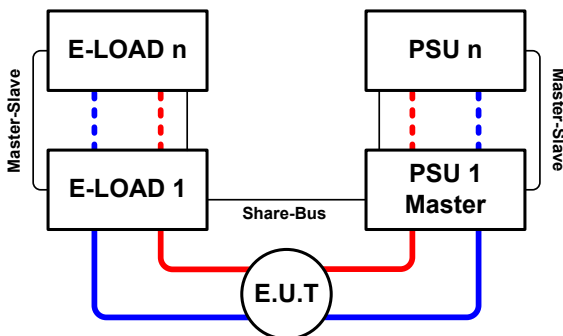 E-LOAD n
PSU n
Master-Slave
Master-Slave
E-LOAD 1
PSU 1
Master
Share-Bus
E.U.T